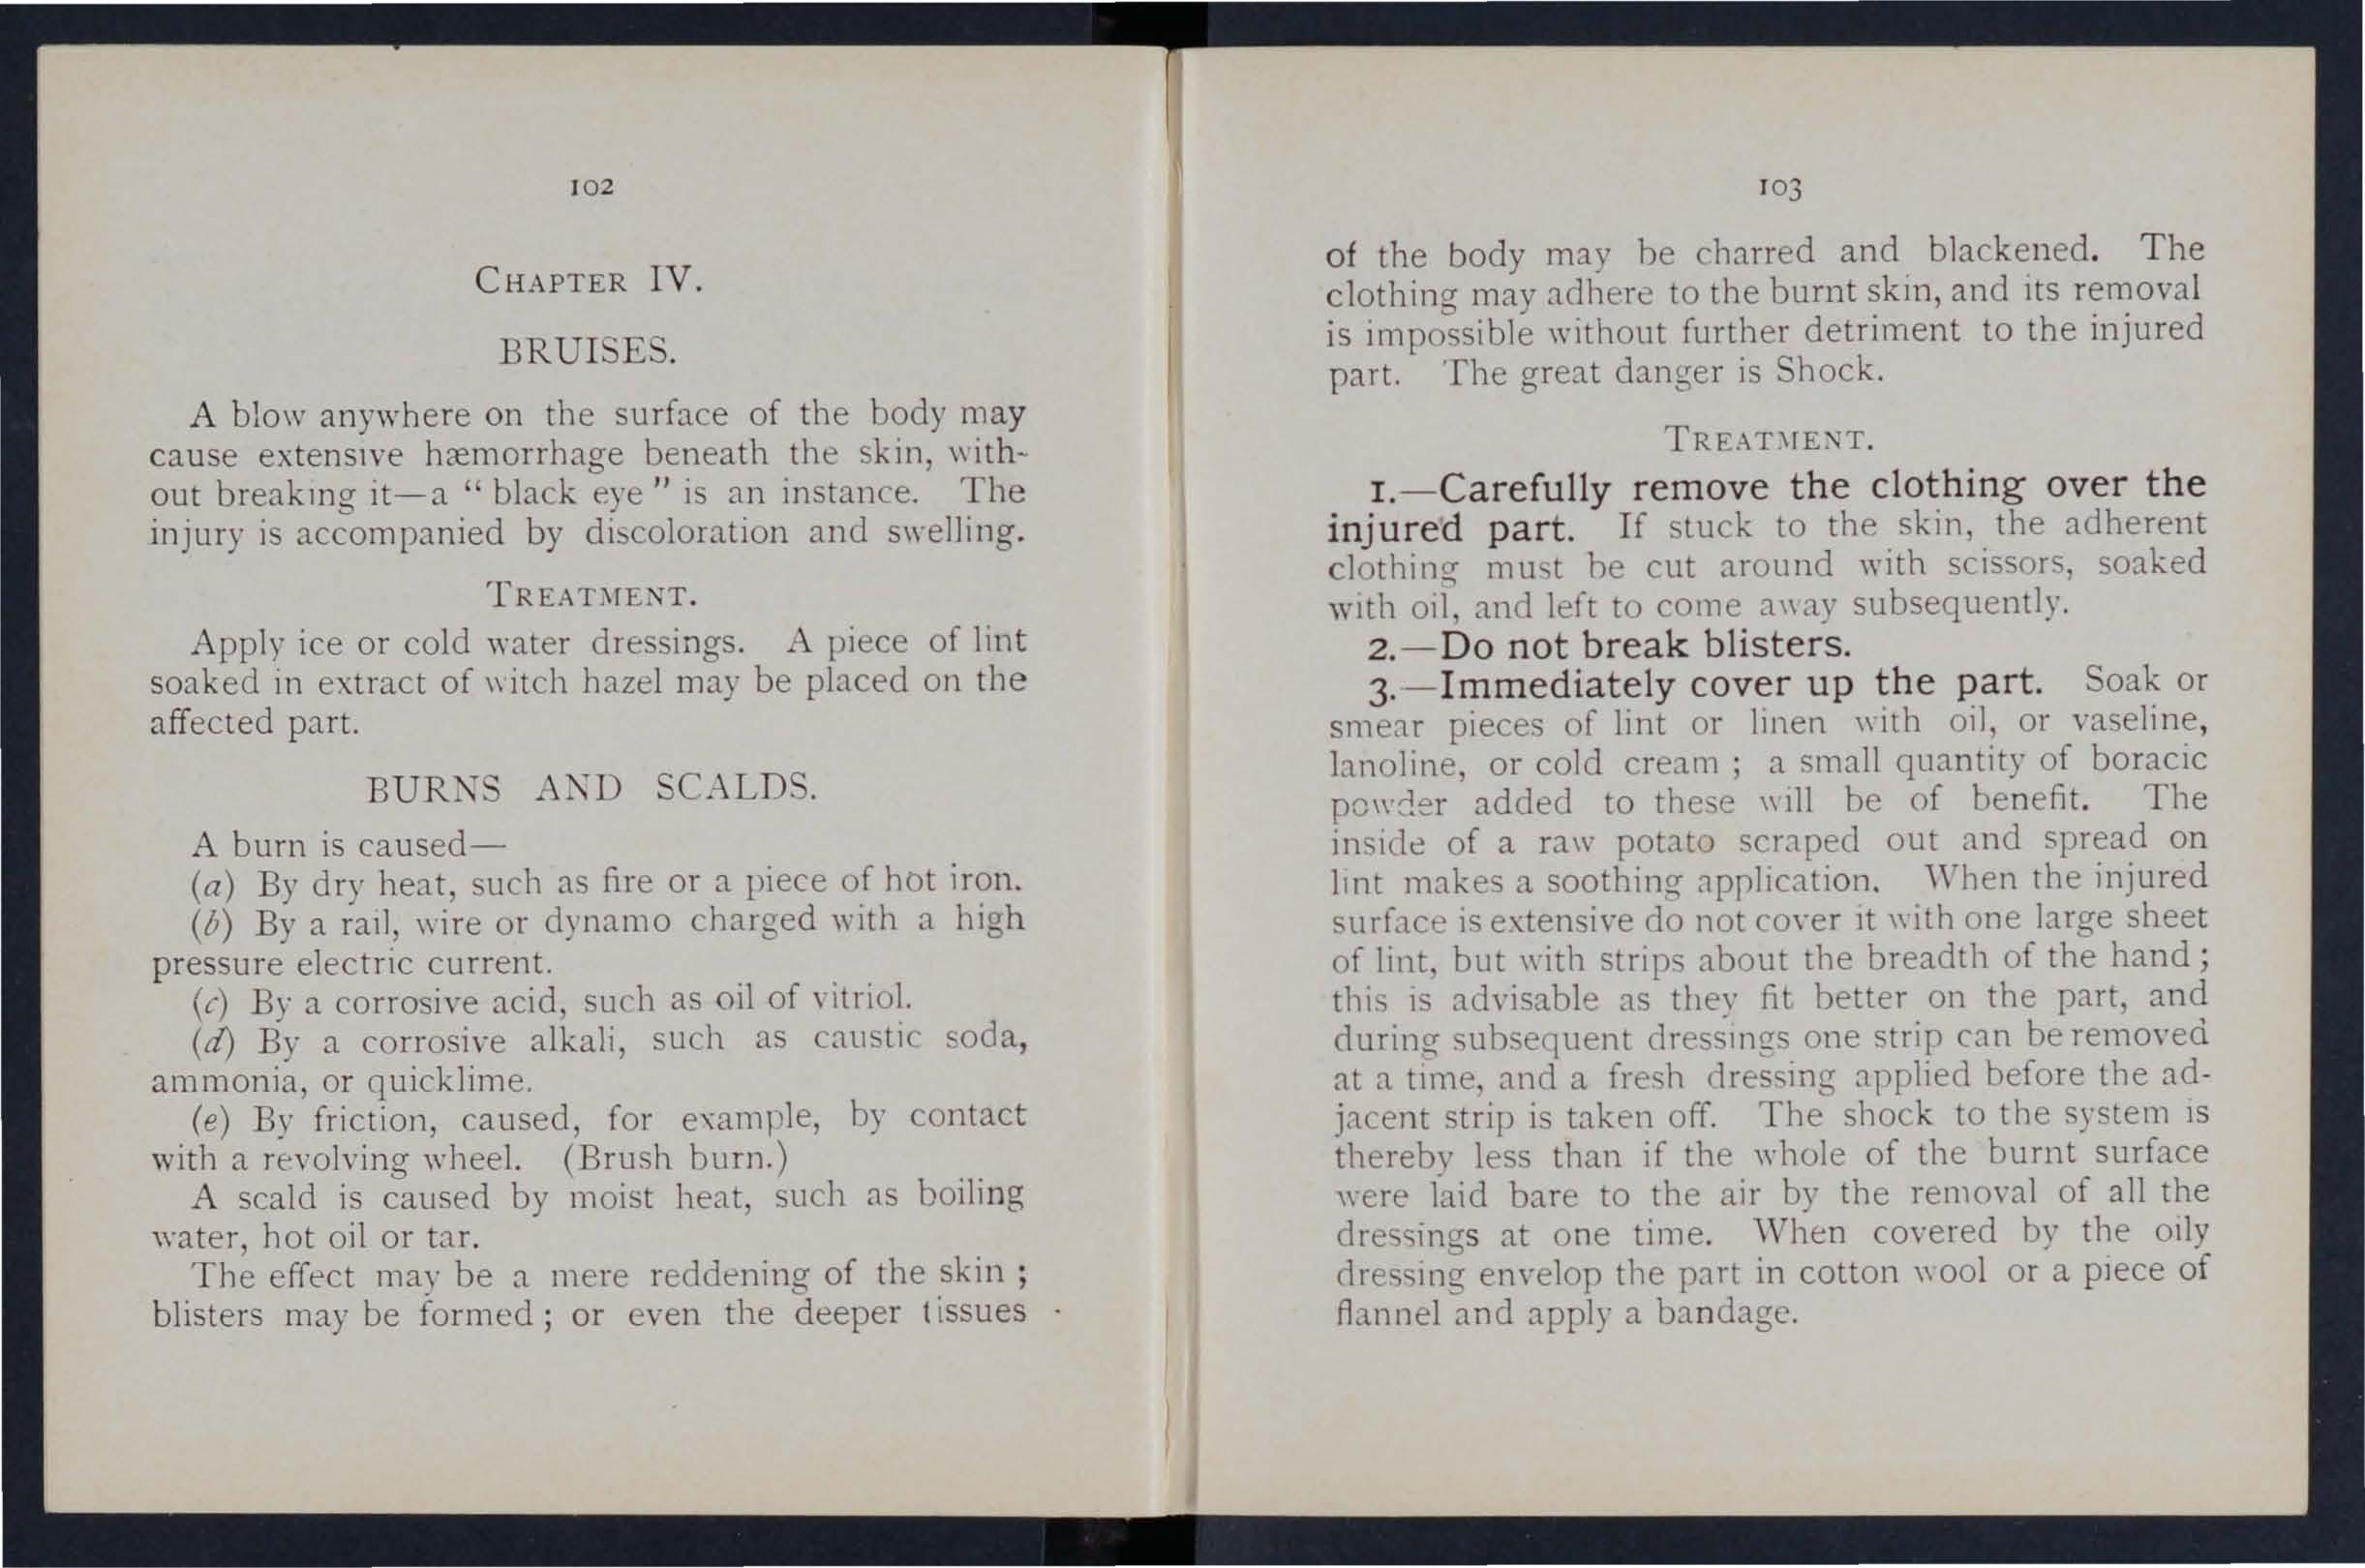 102
CHAPTER IV.
BRUISES.
A blow anywhere on the surface of the body may
cause extensive hæmorrhage beneath the skin, with-
out breaking it—a “ black eye ” is an instance. The
injury is accompanied by discoloration and swelling.
TREATMENT.
Apply ice or cold water dressings. A piece of lint
soaked in extract of witch hazel may be placed on the
affected part.
BURNS AND SCALDS.
A burn is caused—
(a) By dry heat, such as fire or a piece of hot iron.
(b) By a rail, wire or dynamo charged with a high
pressure electric current.
(c) By a corrosive acid, such as oil of vitriol.
(d) By a corrosive alkali, such as caustic soda,
ammonia, or quicklime.
(e) By friction, caused, for example, by contact
with a revolving wheel. (Brush burn.)
A scald is caused by moist heat, such as boiling
water, hot oil or tar.
The effect may be a mere reddening of the skin ;
blisters may be formed ; or even the deeper tissues
103
of the body may be charred and blackened. The
clothing may adhere to the burnt skin, and its removal
is impossible without further detriment to the injured
part. The great danger is Shock.
TREATMENT.
1.—Carefully remove the clothing over the
injured part. If stuck to the skin, the adherent
clothing must be cut around with scissors, soaked
with oil, and left to come away subsequently.
2.—Do not break blisters.
3.—Immediately cover up the part. Soak or
smear pieces of lint or linen with oil, or vaseline,
lanoline, or cold cream ; a small quantity of boracic
powder added to these will be of benefit. The
inside of a raw potato scraped out and spread on
lint makes a soothing application. When the injured
surface is extensive do not cover it with one large sheet
of lint, but with strips about the breadth of the hand ;
this is advisable as they fit better on the part, and
during subsequent dressings one strip can be removed
at a time, and a fresh dressing applied before the ad-
jacent strip is taken off. The shock to the system is
thereby less than if the whole of the burnt surface
were laid bare to the air by the removal of all the
dressings at one time. When covered by the oily
dressing envelop the part in cotton wool or a piece of
flannel and apply a bandage.